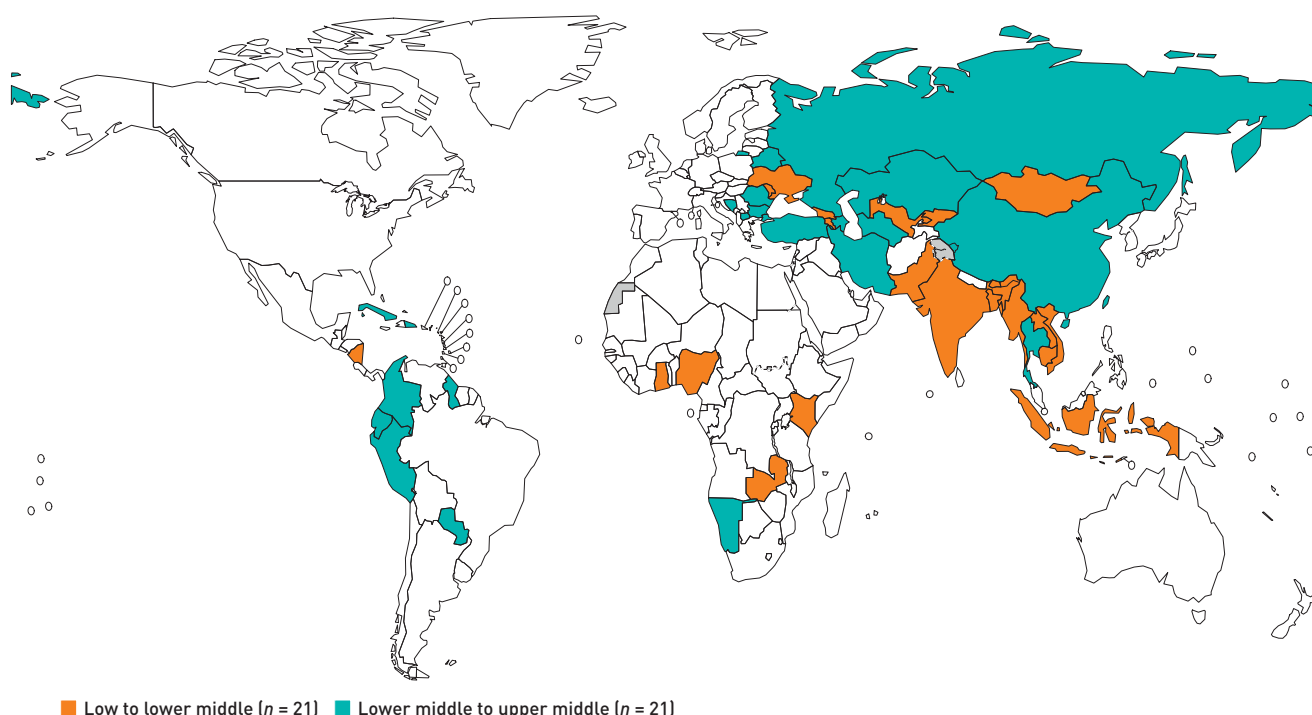 Low to lower middle (n = 21) Lower middle to upper middle (n = 21)